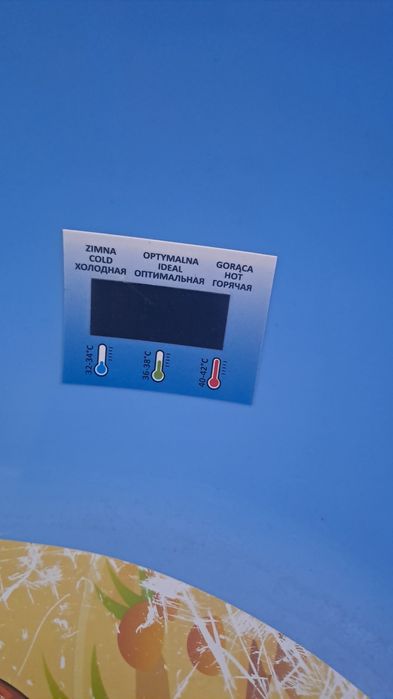 ZIMNA
COLD
ХОЛОДНАЯ
OPTYMALNA
IDEAL
ОПТИМАЛЬНАЯ
GORĄCA
HOT
ГОРЯЧАЯ
32-34°C
36-38°C
40-42°C